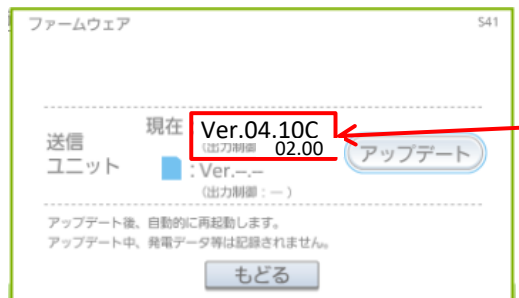 ファームウェア S41
現在 : Ver.04.10C
(出力制御 02.00
送信
ユニット
アップデート
: Ver.–.–
(出力制御：— )
アップデート後、自動的に再起動します。
アップデート中、発電データ等は記録されません。
もどる